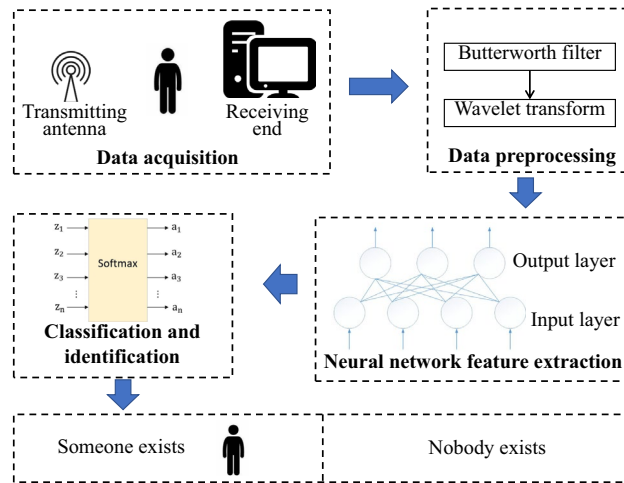 Transmitting
antenna
Receiving
end
Data acquisition
Butterworth filter
Wavelet transform
Data preprocessing
z1
z2
z3
⋮
zn
Softmax
a1
a2
a3
⋮
an
Classification and
identification
Output layer
Input layer
Neural network feature extraction
Someone exists
Nobody exists